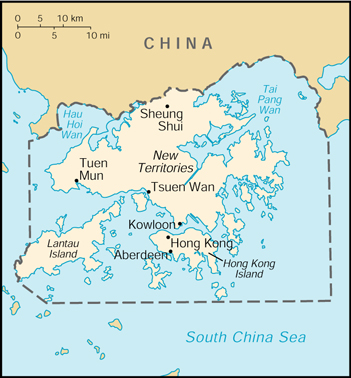 0 5 10 km
0 5 10 mi
CHINA
Hau
Hoi
Wan
Tai
Pang
Wan
Sheung
Shui
Tuen
Mun
New
Territories
Tsuen Wan
Kowloon
Hong Kong
Aberdeen
Lantau
Island
Hong Kong
Island
South China Sea